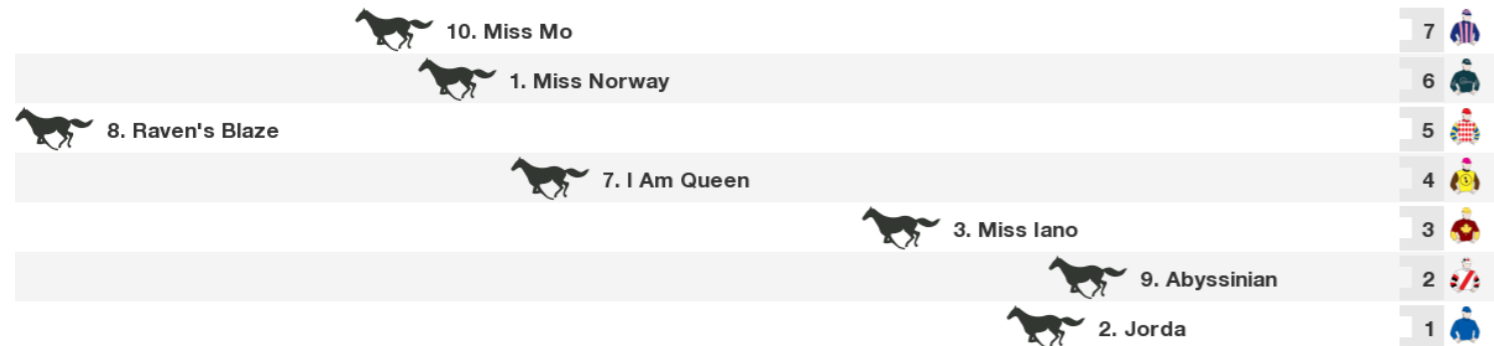 10. Miss Mo 7
1. Miss Norway 6
8. Raven's Blaze 5
7. I Am Queen 4
3. Miss Iano 3
9. Abyssinian 2
2. Jorda 1